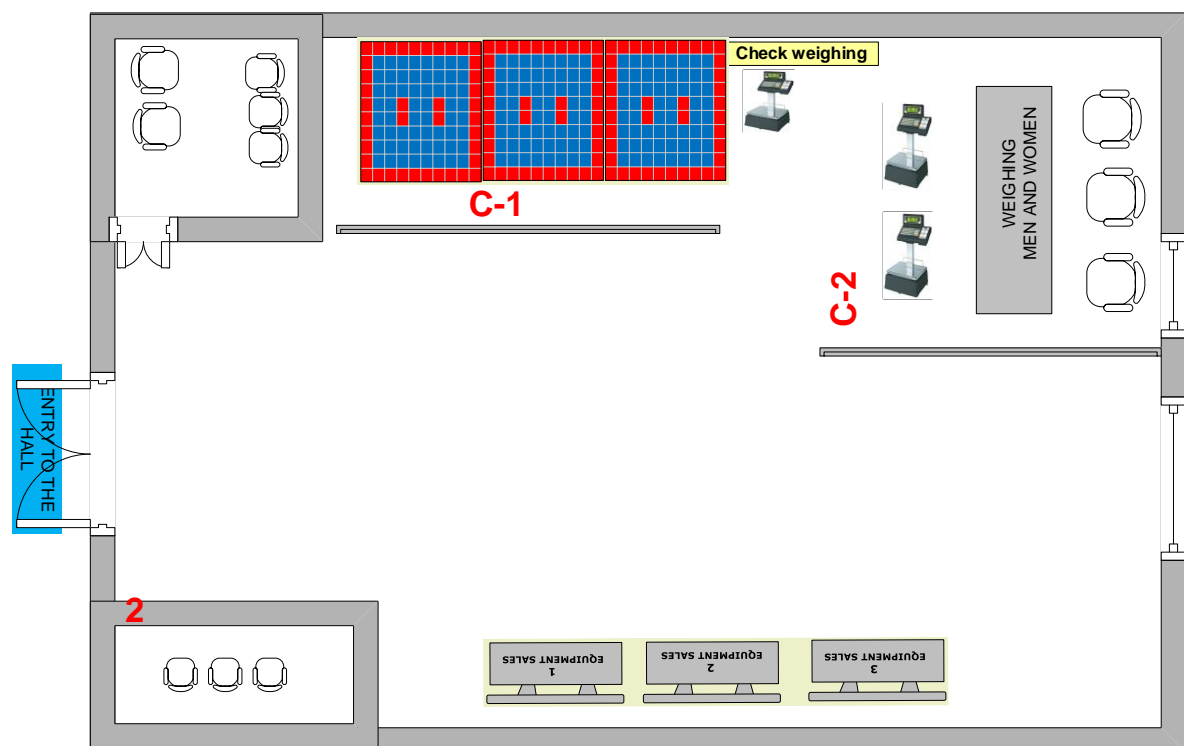 Check weighing
C-1
WEIGHING
MEN AND WOMEN
C-2
ENTRY TO THE
HALL
2
EQUIPMENT SALES
1
EQUIPMENT SALES
2
EQUIPMENT SALES
3